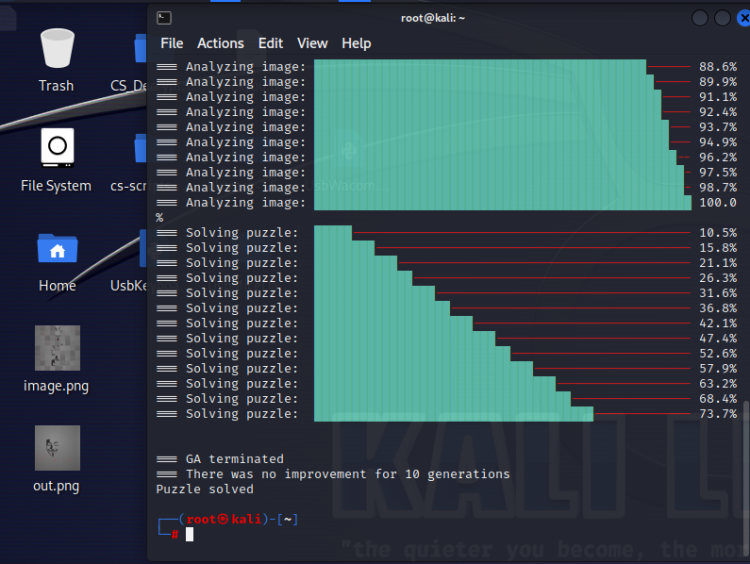 root@kali: ~
File Actions Edit View Help
Trash
CS_De
File System
cs-scr
Home
UsbKe
image.png
out.png
=== Analyzing image: 88.6%
=== Analyzing image: 89.9%
=== Analyzing image: 91.1%
=== Analyzing image: 92.4%
=== Analyzing image: 93.7%
=== Analyzing image: 94.9%
=== Analyzing image: 96.2%
=== Analyzing image: 97.5%
=== Analyzing image: 98.7%
=== Analyzing image: 100.0
%
=== Solving puzzle: 10.5%
=== Solving puzzle: 15.8%
=== Solving puzzle: 21.1%
=== Solving puzzle: 26.3%
=== Solving puzzle: 31.6%
=== Solving puzzle: 36.8%
=== Solving puzzle: 42.1%
=== Solving puzzle: 47.4%
=== Solving puzzle: 52.6%
=== Solving puzzle: 57.9%
=== Solving puzzle: 63.2%
=== Solving puzzle: 68.4%
=== Solving puzzle: 73.7%
=== GA terminated
=== There was no improvement for 10 generations
Puzzle solved
┌──(root㉿kali)-[~]
└─#
KALI LI
"the quieter you become, the mor